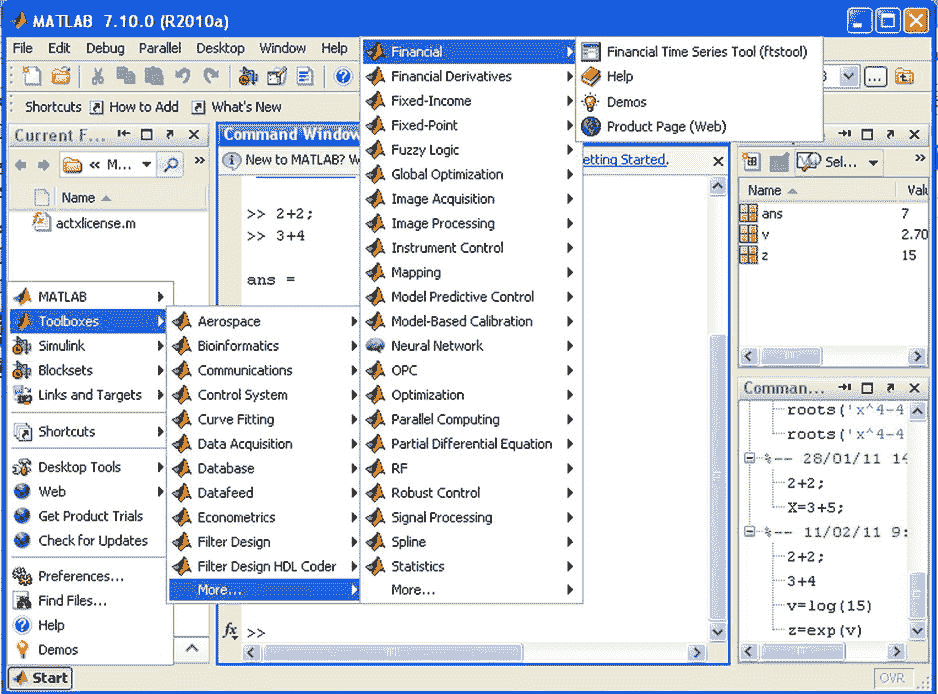 MATLAB 7.10.0 (R2010a)
File Edit Debug Parallel Desktop Window Help
Shortcuts How to Add What's New
Current F...
« M...
Name
actxlicense.m
Command Window
New to MATLAB?
etting Started.
>> 2+2;
>> 3+4
ans =
fx >>
MATLAB
Toolboxes
Simulink
Blocksets
Links and Targets
Shortcuts
Desktop Tools
Web
Get Product Trials
Check for Updates
Preferences...
Find Files...
Help
Demos
Start
Aerospace
Bioinformatics
Communications
Control System
Curve Fitting
Data Acquisition
Database
Datafeed
Econometrics
Filter Design
Filter Design HDL Coder
More...
Financial
Financial Derivatives
Fixed-Income
Fixed-Point
Fuzzy Logic
Global Optimization
Image Acquisition
Image Processing
Instrument Control
Mapping
Model Predictive Control
Model-Based Calibration
Neural Network
OPC
Optimization
Parallel Computing
Partial Differential Equation
RF
Robust Control
Signal Processing
Spline
Statistics
More...
Financial Time Series Tool (ftstool)
Help
Demos
Product Page (Web)
...
Sel...
Name Valu
ans 7
v 2.70
z 15
Comman...
roots('x^4-4
roots('x^4-4
%-- 28/01/11 14
2+2;
X=3+5;
%-- 11/02/11 9:
2+2;
3+4
v=log(15)
z=exp(v)
OVR